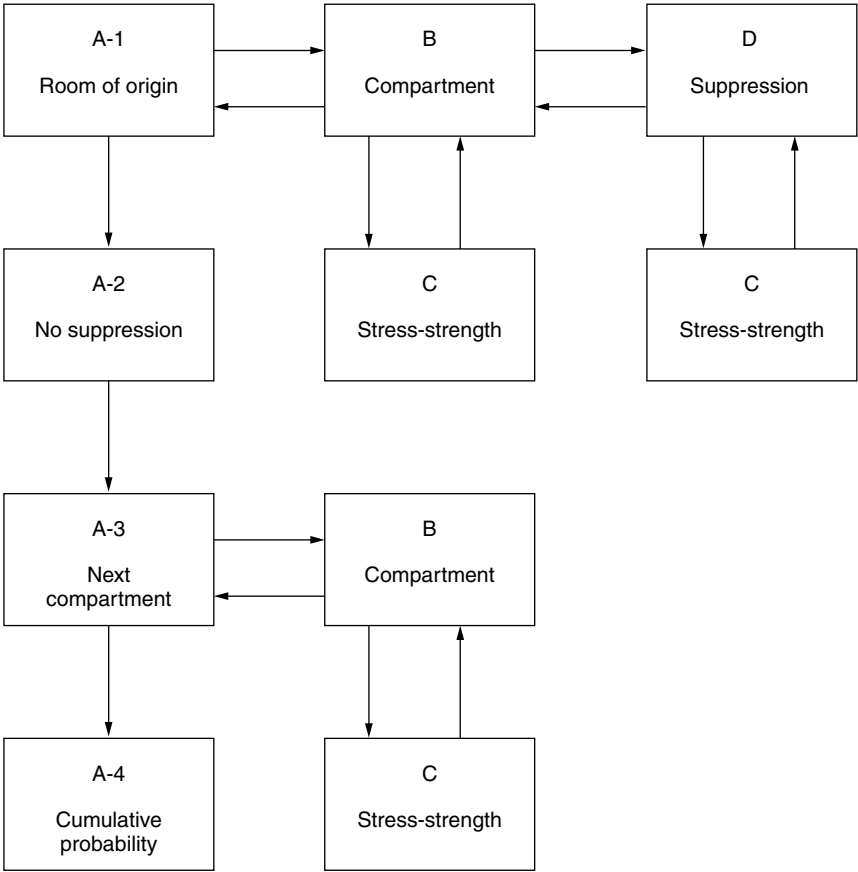 A-1
Room of origin
B
Compartment
D
Suppression
A-2
No suppression
C
Stress-strength
C
Stress-strength
A-3
Next
compartment
B
Compartment
A-4
Cumulative
probability
C
Stress-strength